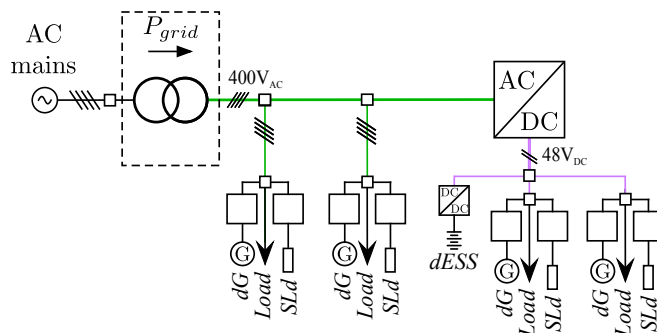 AC
mains
P_grid
400V_AC
AC
DC
48V_DC
DC
DC
dESS
G
dG
Load
SLd
G
dG
Load
SLd
G
dG
Load
SLd
G
dG
Load
SLd